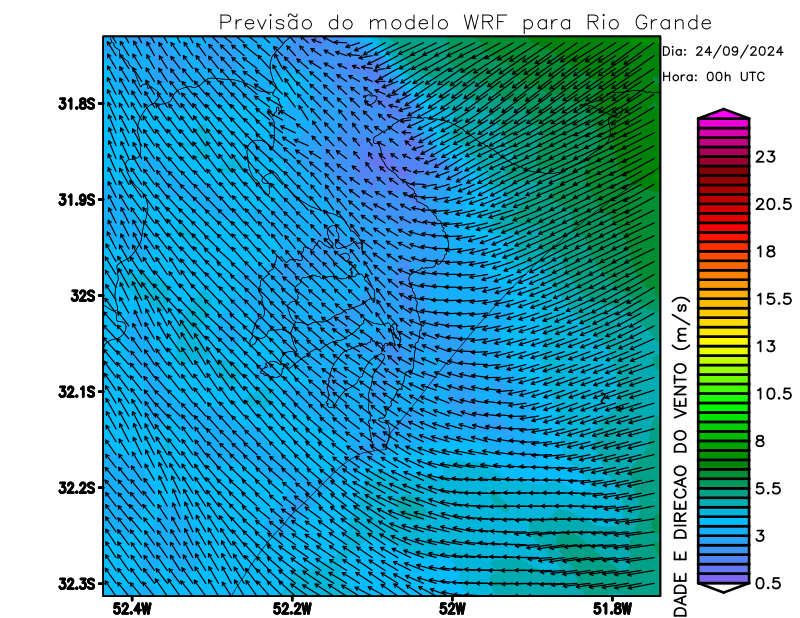 Previsão do modelo WRF para Rio Grande
Dia: 24/09/2024
Hora: 00h UTC
31.8S
31.9S
32S
32.1S
32.2S
32.3S
52.4W
52.2W
52W
51.8W
23
20.5
18
15.5
13
10.5
8
5.5
3
0.5
DADE E DIRECAO DO VENTO (m/s)